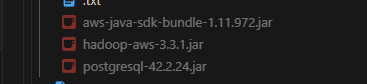 .txt
aws-java-sdk-bundle-1.11.972.jar
hadoop-aws-3.3.1.jar
postgresql-42.2.24.jar